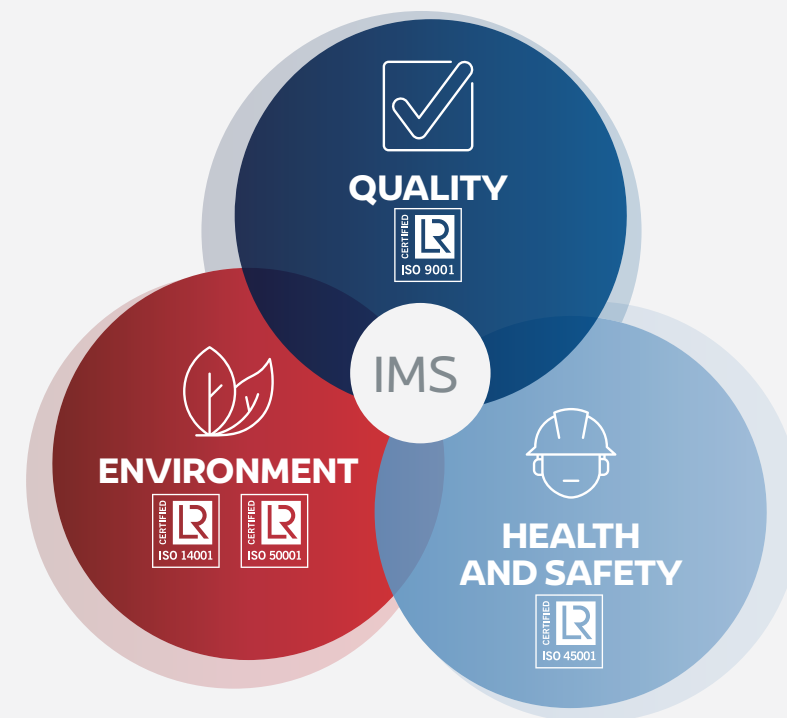 QUALITY
CERTIFIED
LR
ISO 9001
IMS
ENVIRONMENT
CERTIFIED
LR
ISO 14001
CERTIFIED
LR
ISO 50001
HEALTH
AND SAFETY
CERTIFIED
LR
ISO 45001